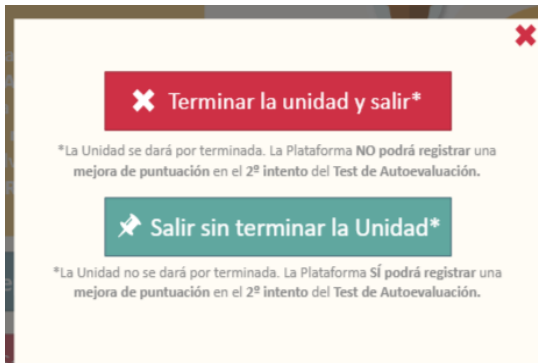 Terminar la unidad y salir*
*La Unidad se dará por terminada. La Plataforma NO podrá registrar una
mejora de puntuación en el 2º intento del Test de Autoevaluación.
Salir sin terminar la Unidad*
*La Unidad no se dará por terminada. La Plataforma SÍ podrá registrar una
mejora de puntuación en el 2º intento del Test de Autoevaluación.